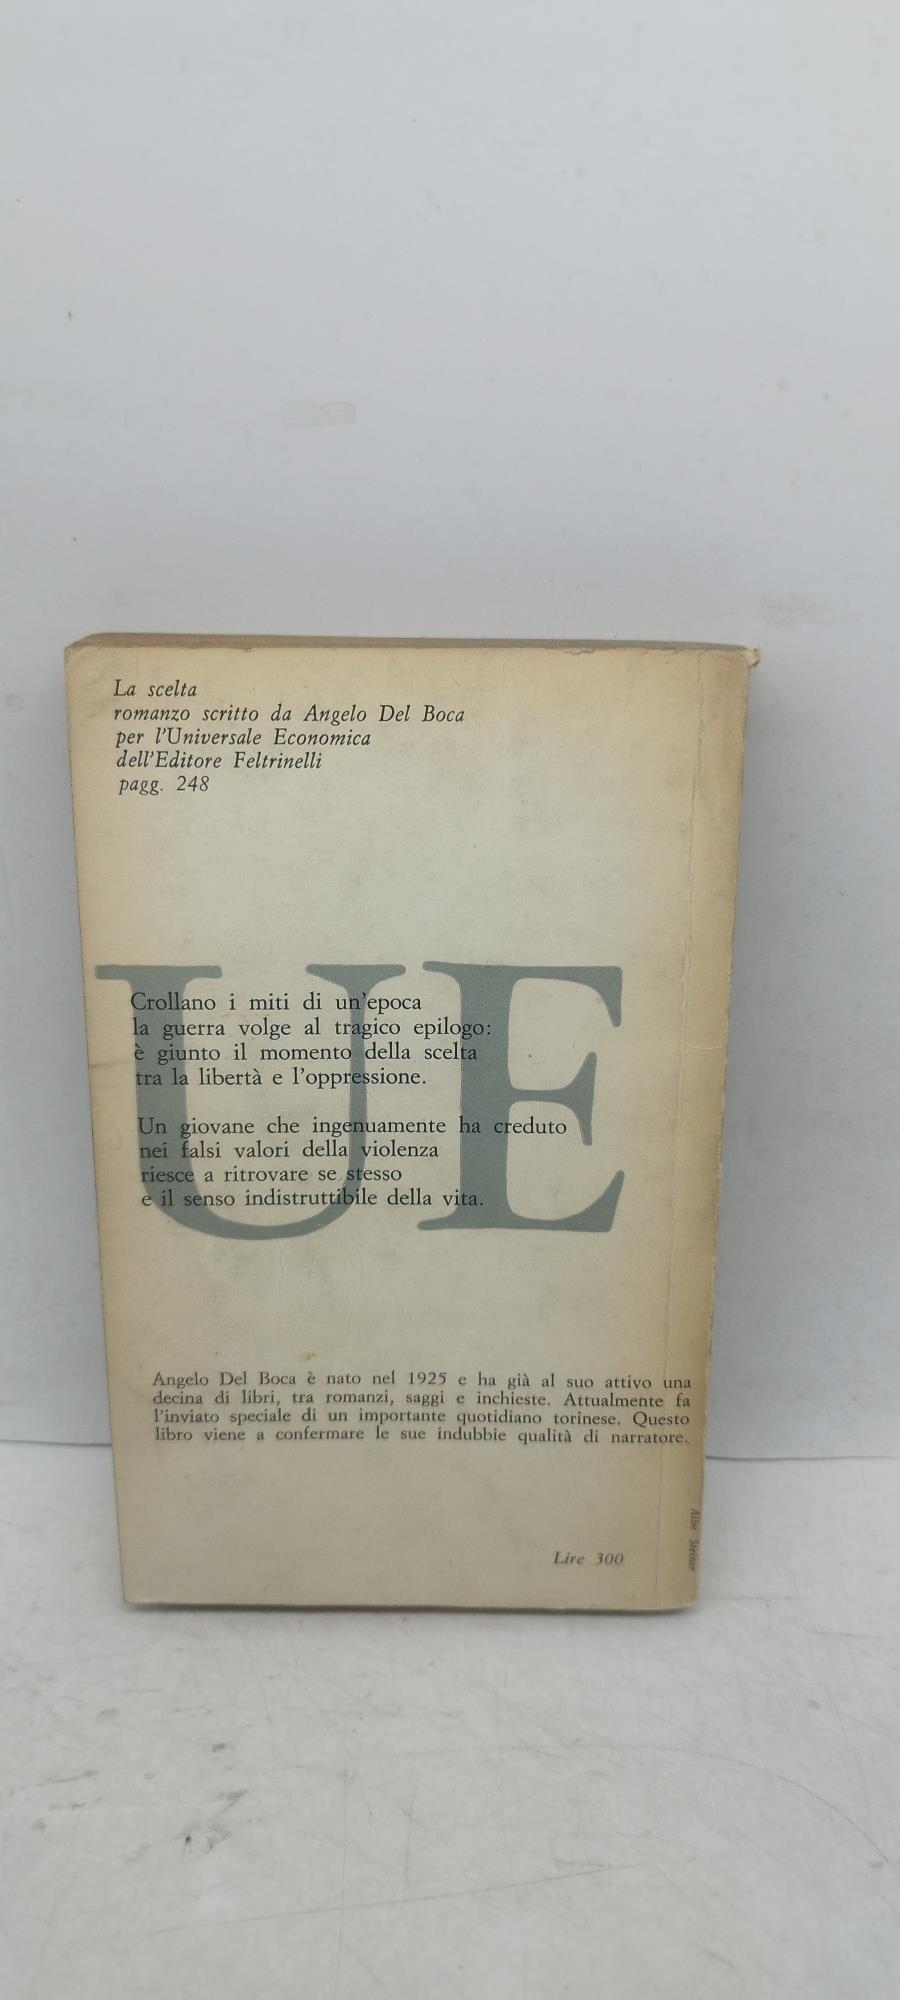 La scelta
romanzo scritto da Angelo Del Boca
per l'Universale Economica
dell'Editore Feltrinelli
pagg. 248
UE
Crollano i miti di un'epoca
la guerra volge al tragico epilogo:
è giunto il momento della scelta
tra la libertà e l'oppressione.
Un giovane che ingenuamente ha creduto
nei falsi valori della violenza
riesce a ritrovare se stesso
e il senso indistruttibile della vita.
Angelo Del Boca è nato nel 1925 e ha già al suo attivo una
decina di libri, tra romanzi, saggi e inchieste. Attualmente fa
l'inviato speciale di un importante quotidiano torinese. Questo
libro viene a confermare le sue indubbie qualità di narratore.
Lire 300
Albe Steiner